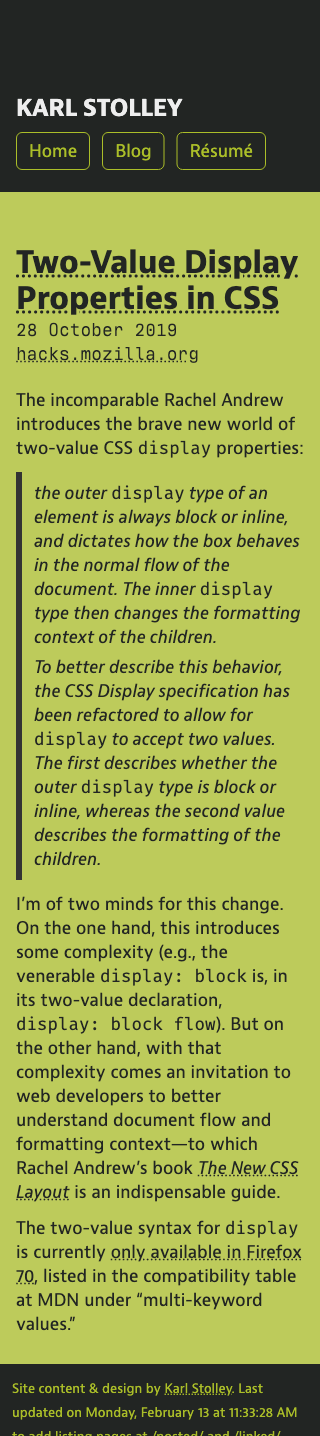 KARL STOLLEY
Home Blog Résumé
Two-Value Display
Properties in CSS
28 October 2019
hacks.mozilla.org
The incomparable Rachel Andrew
introduces the brave new world of
two-value CSS display properties:
the outer display type of an
element is always block or inline,
and dictates how the box behaves
in the normal flow of the
document. The inner display
type then changes the formatting
context of the children.
To better describe this behavior,
the CSS Display specification has
been refactored to allow for
display to accept two values.
The first describes whether the
outer display type is block or
inline, whereas the second value
describes the formatting of the
children.
I’m of two minds for this change.
On the one hand, this introduces
some complexity (e.g., the
venerable display: block is, in
its two-value declaration,
display: block flow). But on
the other hand, with that
complexity comes an invitation to
web developers to better
understand document flow and
formatting context—to which
Rachel Andrew’s book The New CSS
Layout is an indispensable guide.
The two-value syntax for display
is currently only available in Firefox
70, listed in the compatibility table
at MDN under “multi-keyword
values.”
Site content & design by Karl Stolley. Last
updated on Monday, February 13 at 11:33:28 AM
to add listing pages at /posted/ and /linked/